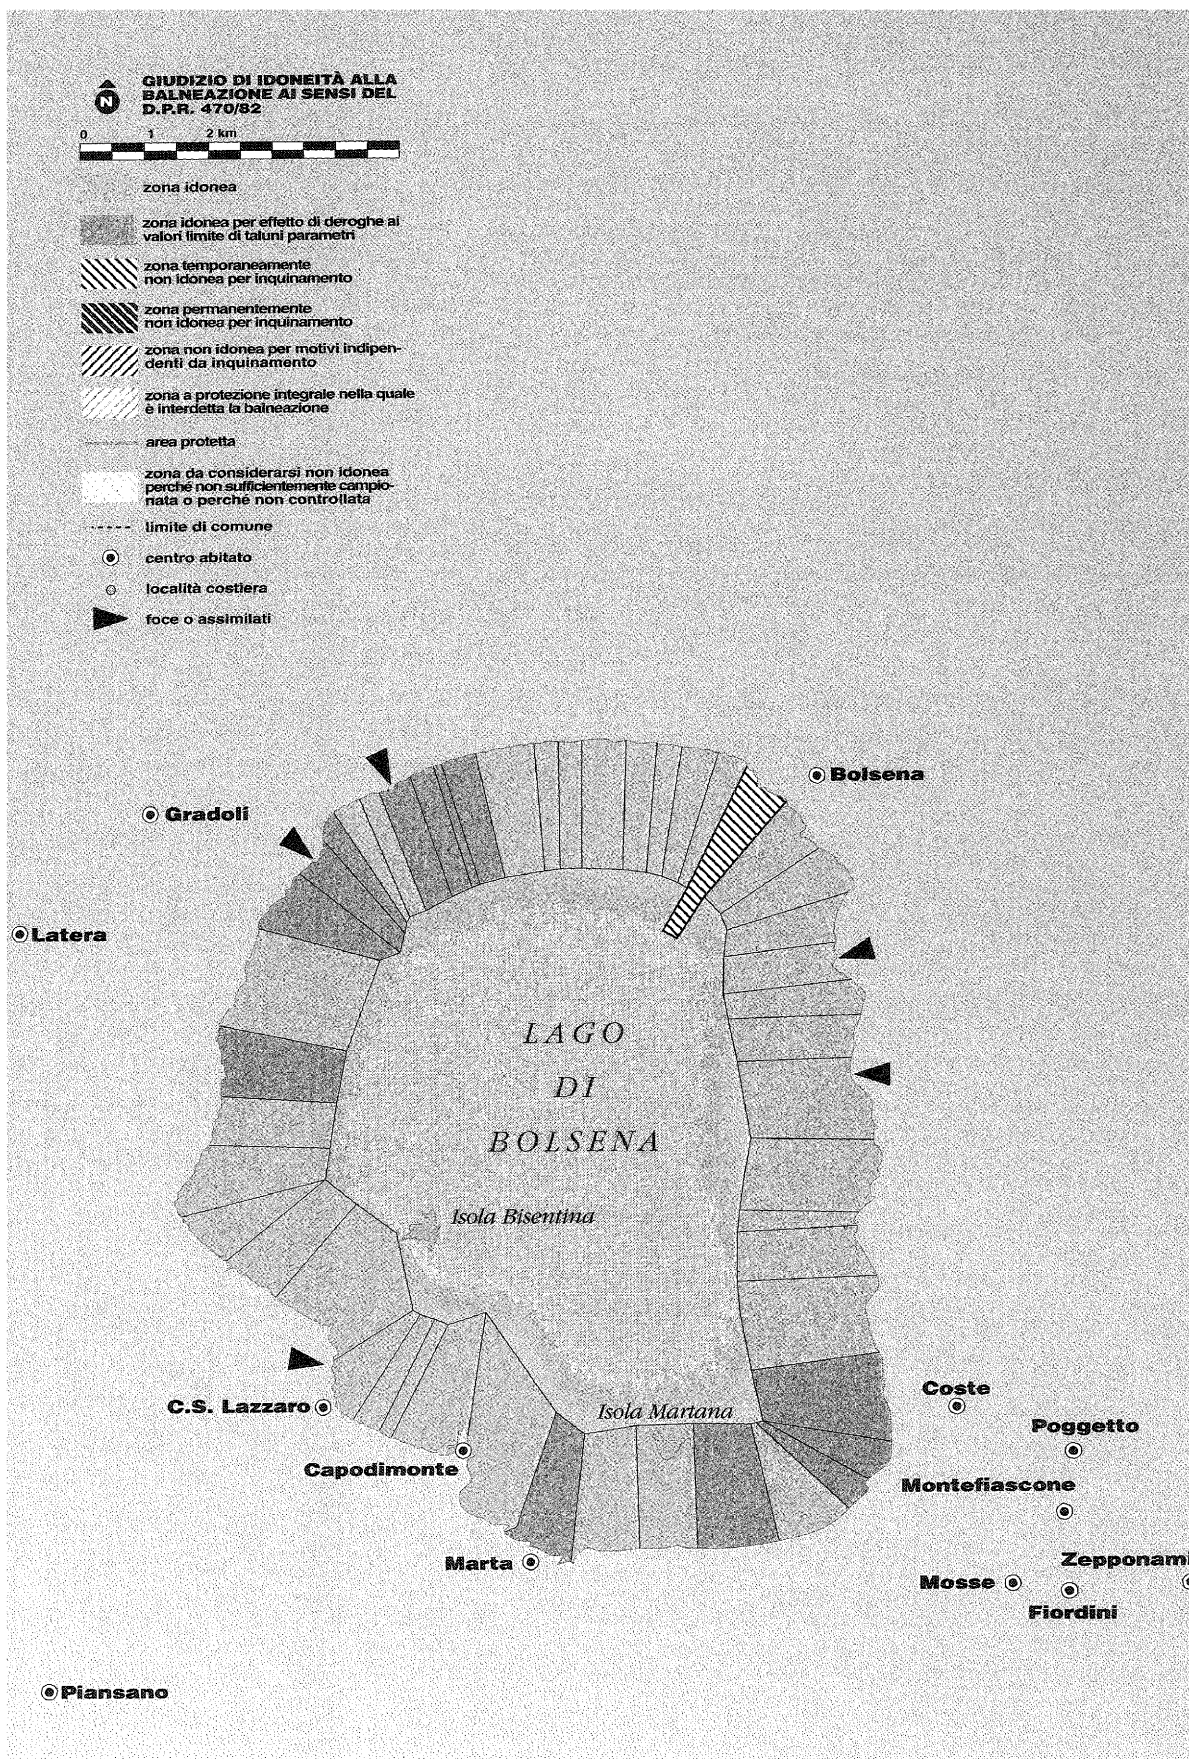 N
GIUDIZIO DI IDONEITÀ ALLA
BALNEAZIONE AI SENSI DEL
D.P.R. 470/82
0 1 2 km
zona idonea
zona idonea per effetto di deroghe ai
valori limite di taluni parametri
zona temporaneamente
non idonea per inquinamento
zona permanentemente
non idonea per inquinamento
zona non idonea per motivi indipen-
denti da inquinamento
zona a protezione integrale nella quale
è interdetta la balneazione
area protetta
zona da considerarsi non idonea
perché non sufficientemente campio-
nata o perché non controllata
limite di comune
centro abitato
località costiera
foce o assimilati
Bolsena
Gradoli
Latera
LAGO
DI
BOLSENA
Isola Bisentina
Coste
C.S. Lazzaro
Isola Martana
Poggetto
Capodimonte
Montefiascone
Marta
Zepponami
Mosse
Fiordini
Piansano